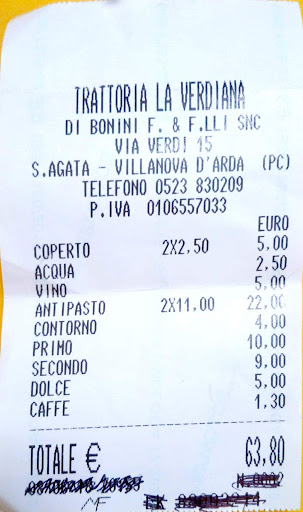 TRATTORIA LA VERDIANA
DI BONINI F. & F.LLI SNC
VIA VERDI 15
S.AGATA - VILLANOVA D'ARDA (PC)
TELEFONO 0523 830209
P.IVA 0106557033
EURO
COPERTO 2X2,50 5,00
ACQUA 2,50
VINO 5,00
ANTIPASTO 2X11,00 22,00
CONTORNO 4,00
PRIMO 10,00
SECONDO 9,00
DOLCE 5,00
CAFFE 1,30
TOTALE € 63,80
MF